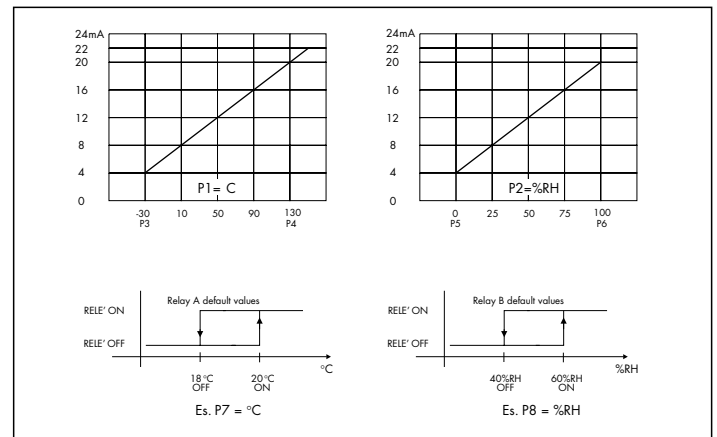 24mA
22
20
16
12
8
4
0
P1= C
-30 10 50 90 130
P3 P4
24mA
22
20
16
12
8
4
0
P2=%RH
0 25 50 75 100
P5 P6
Relay A default values
RELE' ON
RELE' OFF
°C
18 °C 20 °C
OFF ON
Es. P7 = °C
Relay B default values
RELE' ON
RELE' OFF
%RH
40%RH 60%RH
OFF ON
Es. P8 = %RH